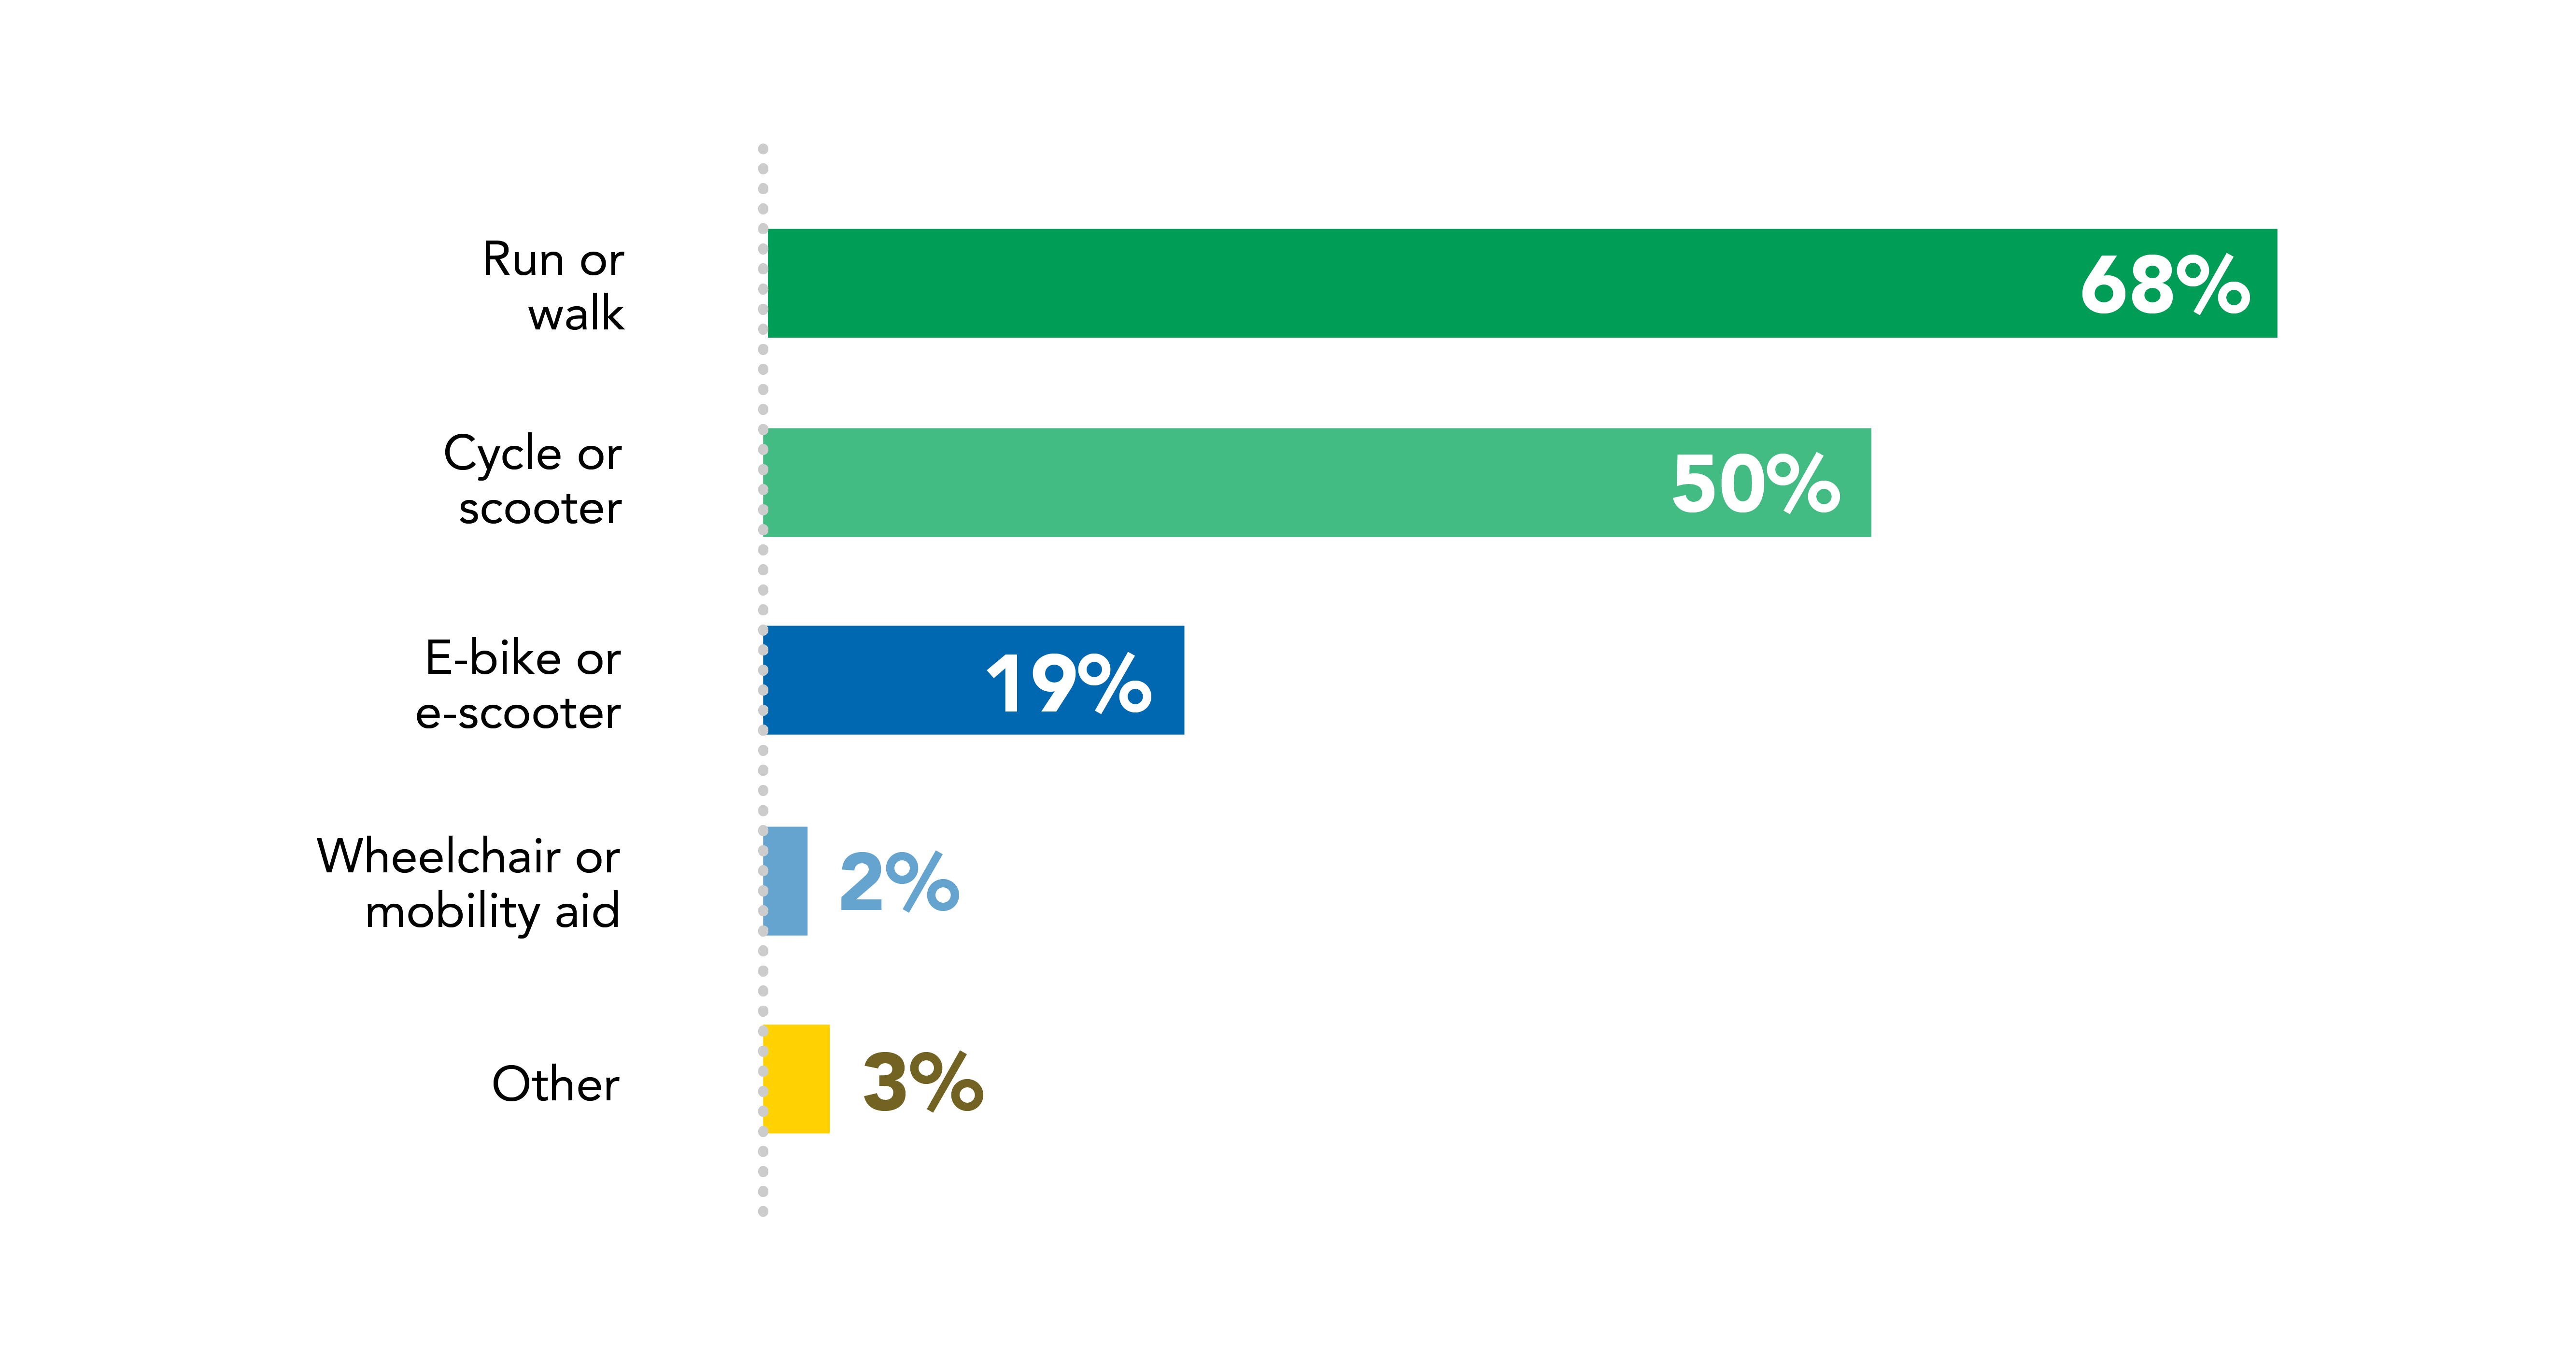 Run or
walk
68%
Cycle or
scooter
50%
E-bike or
e-scooter
19%
Wheelchair or
mobility aid
2%
Other
3%